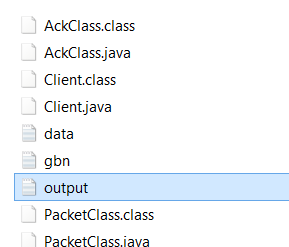 AckClass.class
AckClass.java
Client.class
Client.java
data
gbn
output
PacketClass.class
PacketClass.java